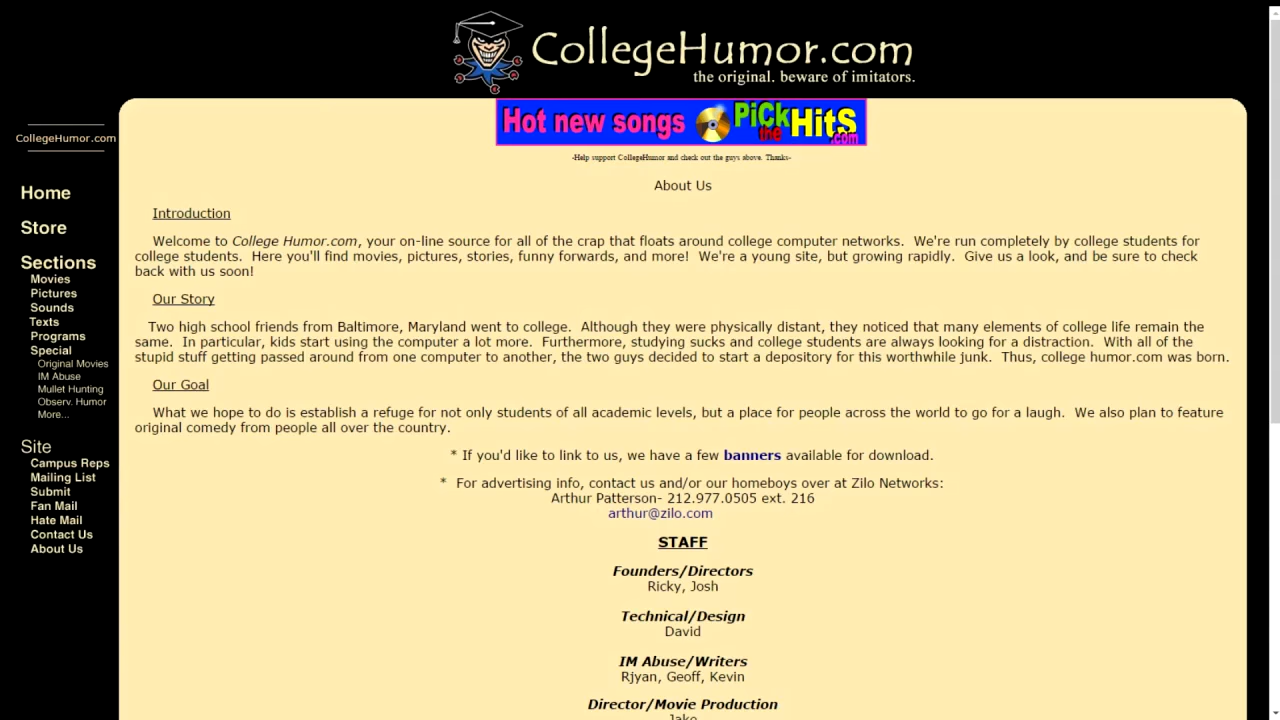 CollegeHumor.com
the original. beware of imitators.
Hot new songs PiCk the HitS .com
-Help support CollegeHumor and check out the guys above. Thanks-
CollegeHumor.com
Home
Store
Sections
Movies
Pictures
Sounds
Texts
Programs
Special
Original Movies
IM Abuse
Mullet Hunting
Observ. Humor
More...
Site
Campus Reps
Mailing List
Submit
Fan Mail
Hate Mail
Contact Us
About Us
About Us
Introduction
Welcome to College Humor.com, your on-line source for all of the crap that floats around college computer networks. We're run completely by college students for
college students. Here you'll find movies, pictures, stories, funny forwards, and more! We're a young site, but growing rapidly. Give us a look, and be sure to check
back with us soon!
Our Story
Two high school friends from Baltimore, Maryland went to college. Although they were physically distant, they noticed that many elements of college life remain the
same. In particular, kids start using the computer a lot more. Furthermore, studying sucks and college students are always looking for a distraction. With all of the
stupid stuff getting passed around from one computer to another, the two guys decided to start a depository for this worthwhile junk. Thus, college humor.com was born.
Our Goal
What we hope to do is establish a refuge for not only students of all academic levels, but a place for people across the world to go for a laugh. We also plan to feature
original comedy from people all over the country.
* If you'd like to link to us, we have a few banners available for download.
* For advertising info, contact us and/or our homeboys over at Zilo Networks:
Arthur Patterson- 212.977.0505 ext. 216
arthur@zilo.com
STAFF
Founders/Directors
Ricky, Josh
Technical/Design
David
IM Abuse/Writers
Rjyan, Geoff, Kevin
Director/Movie Production
Jake